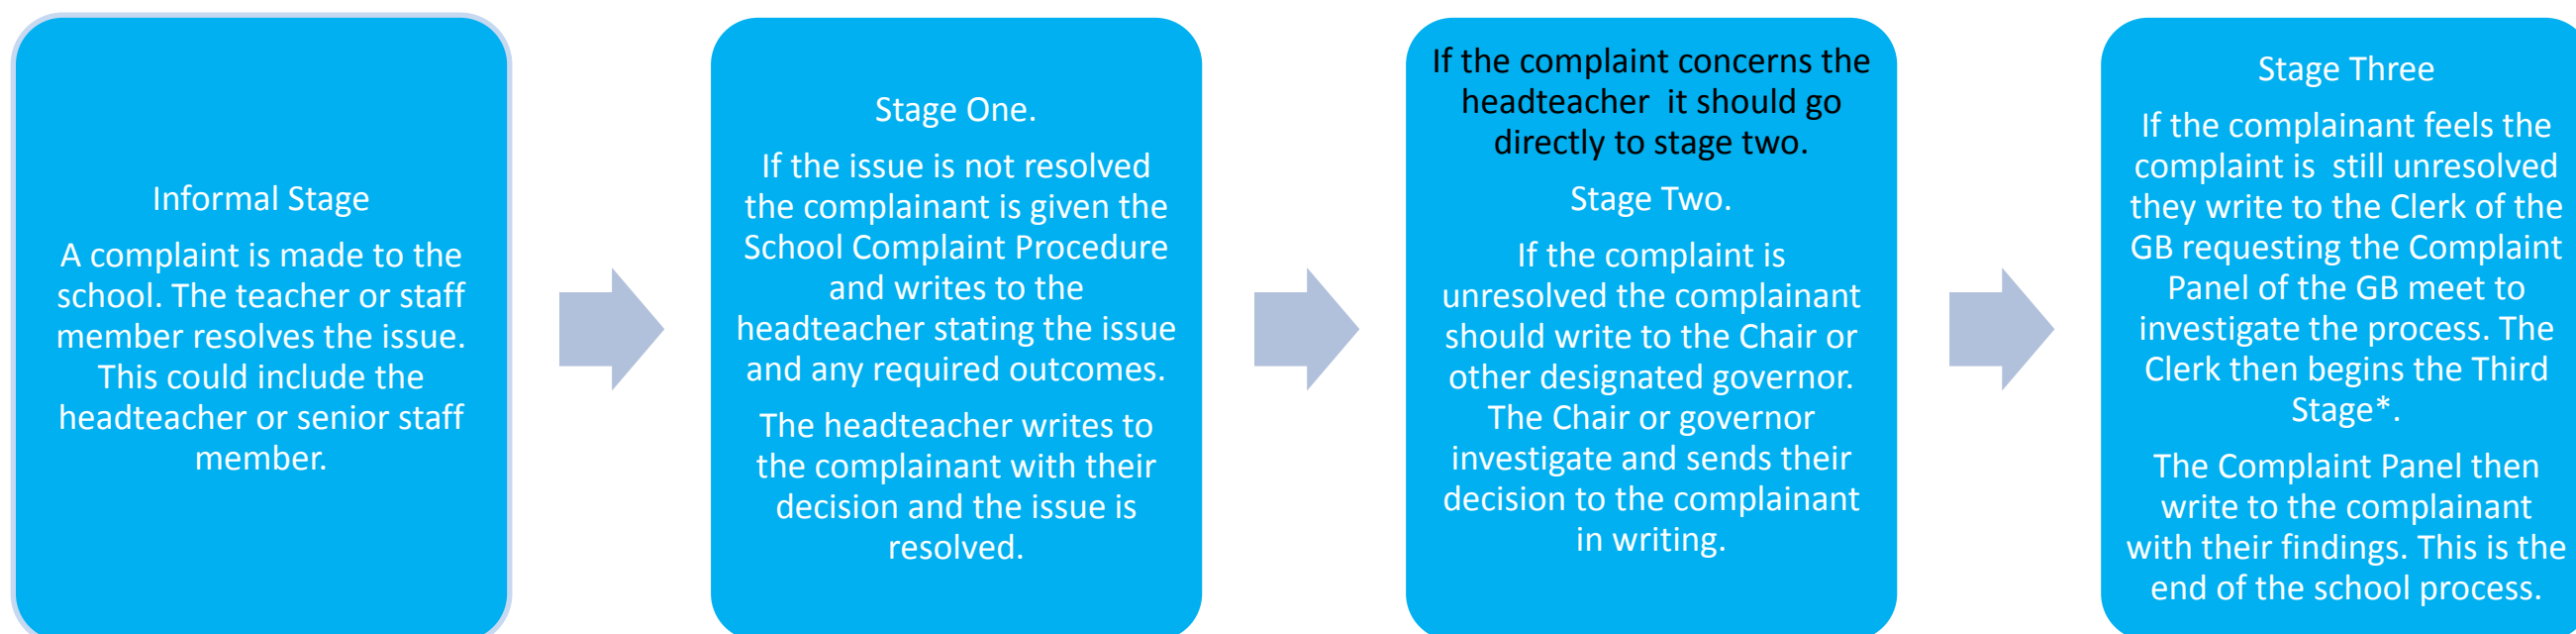 Informal Stage
A complaint is made to the
school. The teacher or staff
member resolves the issue.
This could include the
headteacher or senior staff
member.
Stage One.
If the issue is not resolved
the complainant is given the
School Complaint Procedure
and writes to the
headteacher stating the issue
and any required outcomes.
The headteacher writes to
the complainant with their
decision and the issue is
resolved.
If the complaint concerns the
headteacher it should go
directly to stage two.
Stage Two.
If the complaint is
unresolved the complainant
should write to the Chair or
other designated governor.
The Chair or governor
investigate and sends their
decision to the complainant
in writing.
Stage Three
If the complainant feels the
complaint is still unresolved
they write to the Clerk of the
GB requesting the Complaint
Panel of the GB meet to
investigate the process. The
Clerk then begins the Third
Stage*.
The Complaint Panel then
write to the complainant
with their findings. This is the
end of the school process.